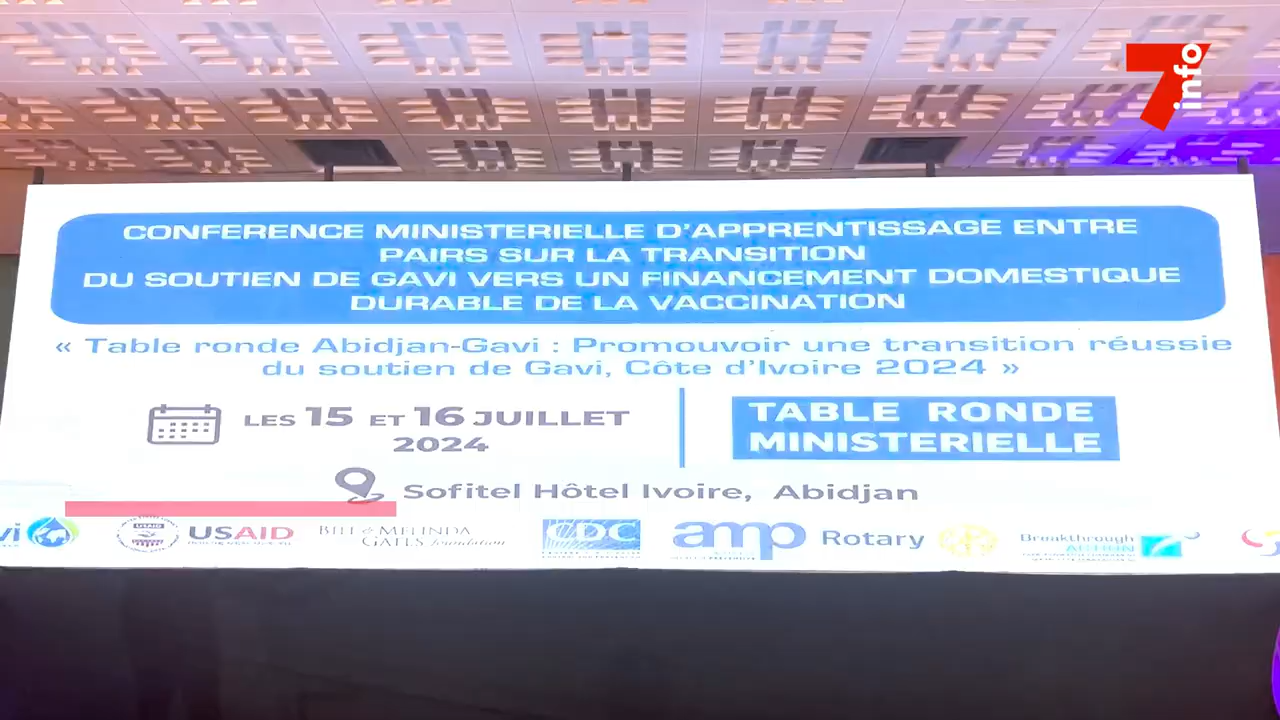 7info
CONFERENCE MINISTERIELLE D'APPRENTISSAGE ENTRE
PAIRS SUR LA TRANSITION
DU SOUTIEN DE GAVI VERS UN FINANCEMENT DOMESTIQUE
DURABLE DE LA VACCINATION
« Table ronde Abidjan-Gavi : Promouvoir une transition réussie
du soutien de Gavi, Côte d'Ivoire 2024 »
LES 15 ET 16 JUILLET
2024
TABLE RONDE
MINISTERIELLE
Sofitel Hôtel Ivoire, Abidjan
vi
USAID
USAID
BILL & MELINDA
GATES foundation
CDC
amp
Rotary
Breakthrough
ACTION